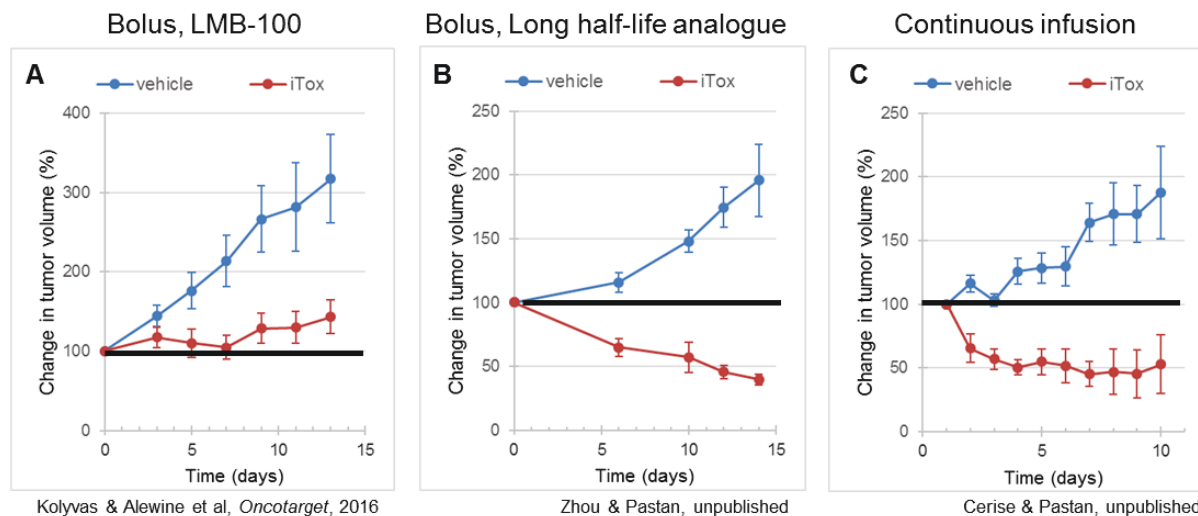 Bolus, LMB-100
A
vehicle
iTox
Change in tumor volume (%)
400
300
200
100
0
0
5
10
15
Time (days)
Kolyvas & Alewine et al, Oncotarget, 2016
Bolus, Long half-life analogue
B
vehicle
iTox
Change in tumor volume (%)
250
200
150
100
50
0
0
5
10
15
Time (days)
Zhou & Pastan, unpublished
Continuous infusion
C
vehicle
iTox
Change in tumor volume (%)
250
200
150
100
50
0
0
5
10
Time (days)
Cerise & Pastan, unpublished